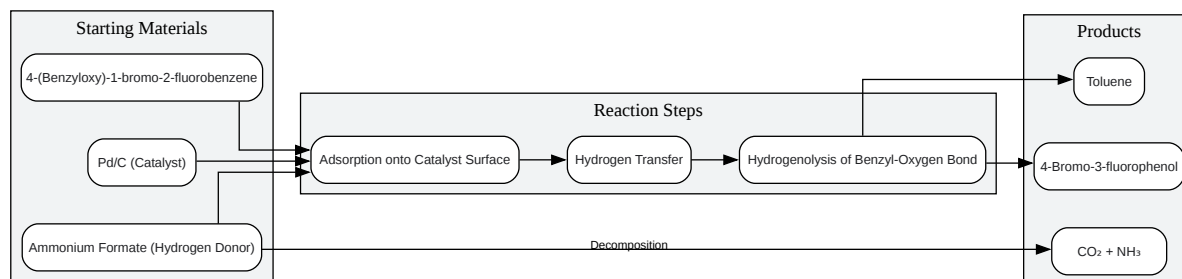 Starting Materials
4-(Benzyloxy)-1-bromo-2-fluorobenzene
Pd/C (Catalyst)
Ammonium Formate (Hydrogen Donor)
Reaction Steps
Adsorption onto Catalyst Surface
Hydrogen Transfer
Hydrogenolysis of Benzyl-Oxygen Bond
Decomposition
Products
Toluene
4-Bromo-3-fluorophenol
CO₂ + NH₃